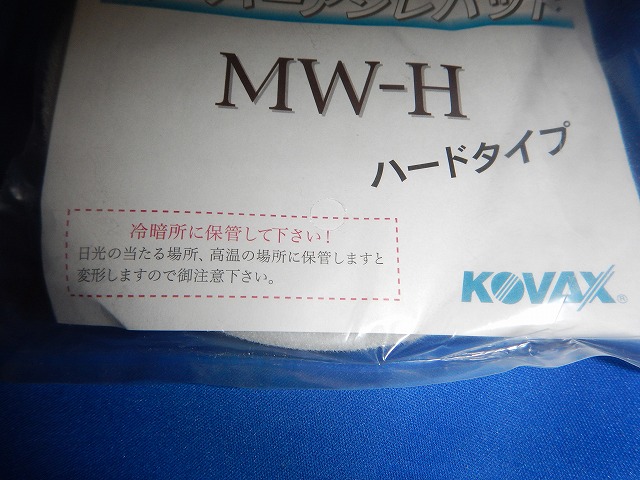 MW-H
ハードタイプ
冷暗所に保管して下さい!
日光の当たる場所、高温の場所に保管しますと
変形しますので御注意下さい。
KOVAX®